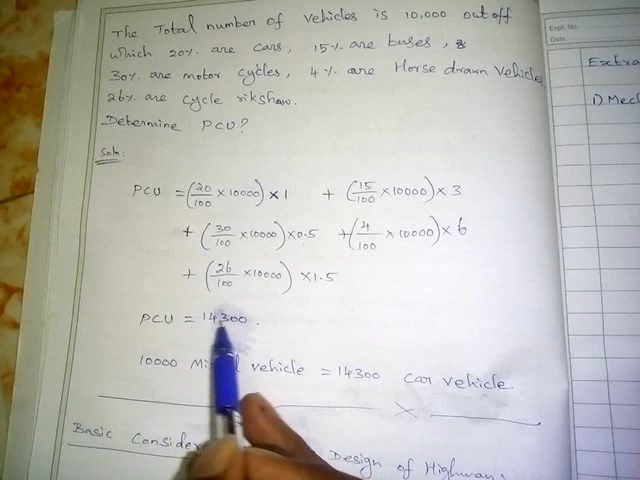 The Total number of vehicles is 10,000 out off
which 20% are cars, 15% are buses,
30% are motor cycles, 4% are Horse drawn Vehicles
26% are cycle rikshaw.
Determine PCU?
Soln:
PCU = (20/100 × 10000) × 1 + (15/100 × 10000) × 3
+ (30/100 × 10000) × 0.5 + (4/100 × 10000) × 6
+ (26/100 × 10000) × 1.5
PCU = 14300.
10000 vehicle = 14300 car vehicle.
Basic Design of Highway:
Expt. No.
Date
Extra
1) Mech